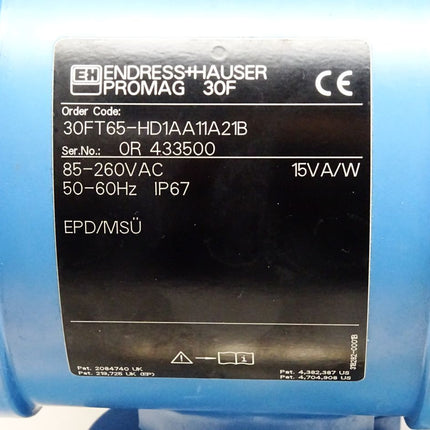 EH ENDRESS+HAUSER
PROMAG 30F
CE
Order Code:
30FT65-HD1AA11A21B
Ser.No.: 0R 433500
85-260VAC 15VA/W
50-60Hz IP67
EPD/MSÜ
Pat. 2084740 UK Pat. 4,382,387 US
Pat. 219,725 UK (EP) Pat. 4,704,908 US